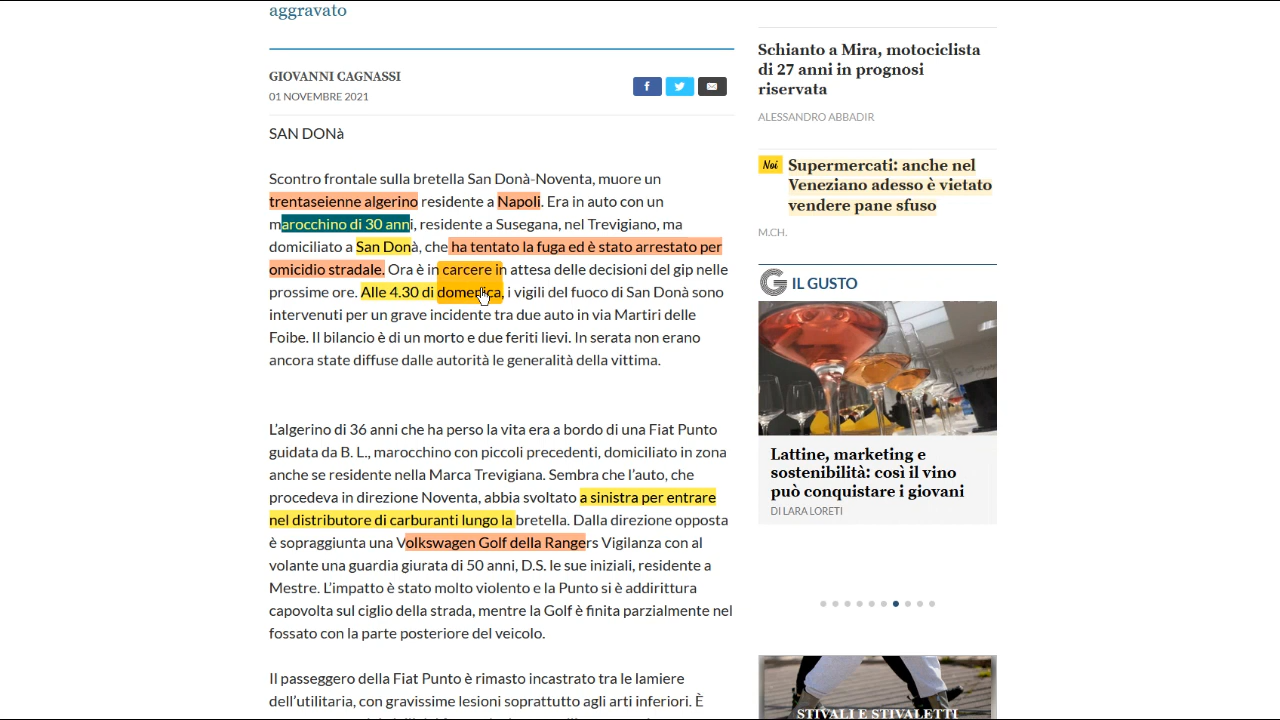 aggravato
GIOVANNI CAGNASSI
01 NOVEMBRE 2021
f
SAN DONà
Scontro frontale sulla bretella San Donà-Noventa, muore un
trentaseienne algerino residente a Napoli. Era in auto con un
marocchino di 30 anni, residente a Susegana, nel Trevigiano, ma
domiciliato a San Donà, che ha tentato la fuga ed è stato arrestato per
omicidio stradale. Ora è in carcere in attesa delle decisioni del gip nelle
prossime ore. Alle 4.30 di domenica, i vigili del fuoco di San Donà sono
intervenuti per un grave incidente tra due auto in via Martiri delle
Foibe. Il bilancio è di un morto e due feriti lievi. In serata non erano
ancora state diffuse dalle autorità le generalità della vittima.
L’algerino di 36 anni che ha perso la vita era a bordo di una Fiat Punto
guidata da B. L., marocchino con piccoli precedenti, domiciliato in zona
anche se residente nella Marca Trevigiana. Sembra che l’auto, che
procedeva in direzione Noventa, abbia svoltato a sinistra per entrare
nel distributore di carburanti lungo la bretella. Dalla direzione opposta
è sopraggiunta una Volkswagen Golf della Rangers Vigilanza con al
volante una guardia giurata di 50 anni, D.S. le sue iniziali, residente a
Mestre. L’impatto è stato molto violento e la Punto si è addirittura
capovolta sul ciglio della strada, mentre la Golf è finita parzialmente nel
fossato con la parte posteriore del veicolo.
Il passeggero della Fiat Punto è rimasto incastrato tra le lamiere
dell’utilitaria, con gravissime lesioni soprattutto agli arti inferiori. È
Schianto a Mira, motociclista
di 27 anni in prognosi
riservata
ALESSANDRO ABBADIR
Noi
Supermercati: anche nel
Veneziano adesso è vietato
vendere pane sfuso
M.CH.
G IL GUSTO
Lattine, marketing e
sostenibilità: così il vino
può conquistare i giovani
DI LARA LORETI
STIVALI E STIVALETTI